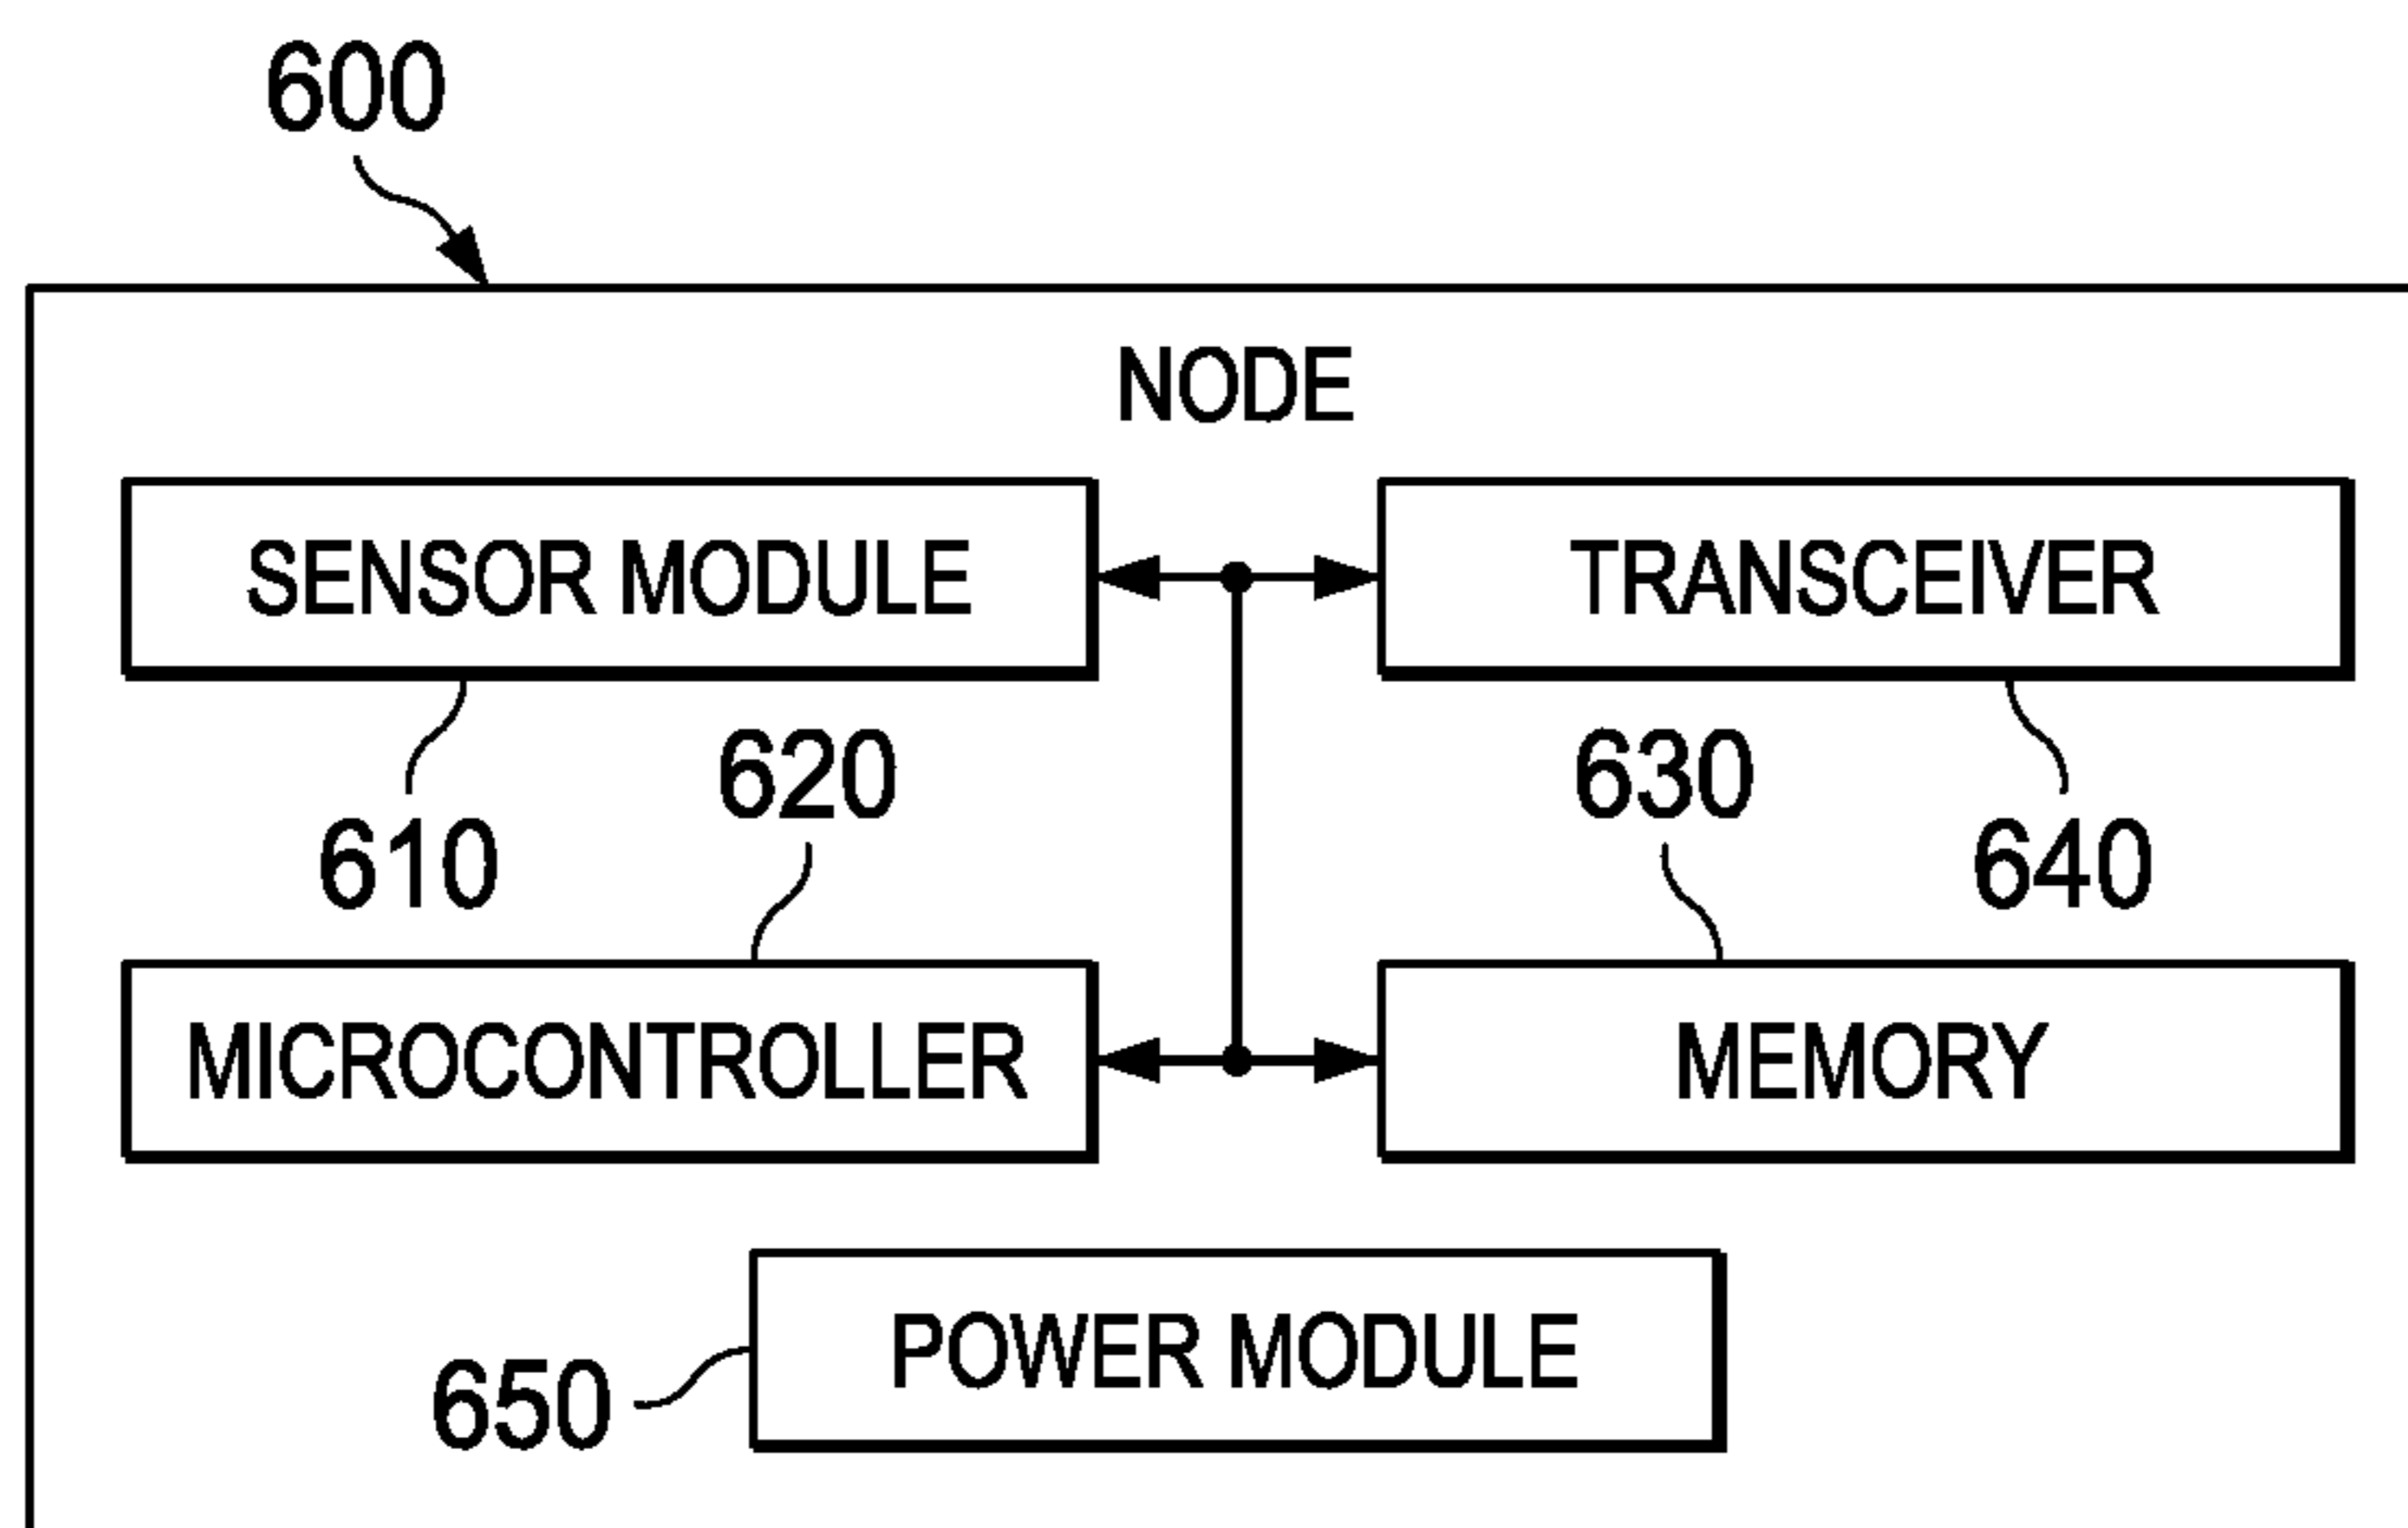 600
NODE
SENSOR MODULE
TRANSCEIVER
610
620
630
640
MICROCONTROLLER
MEMORY
POWER MODULE
650